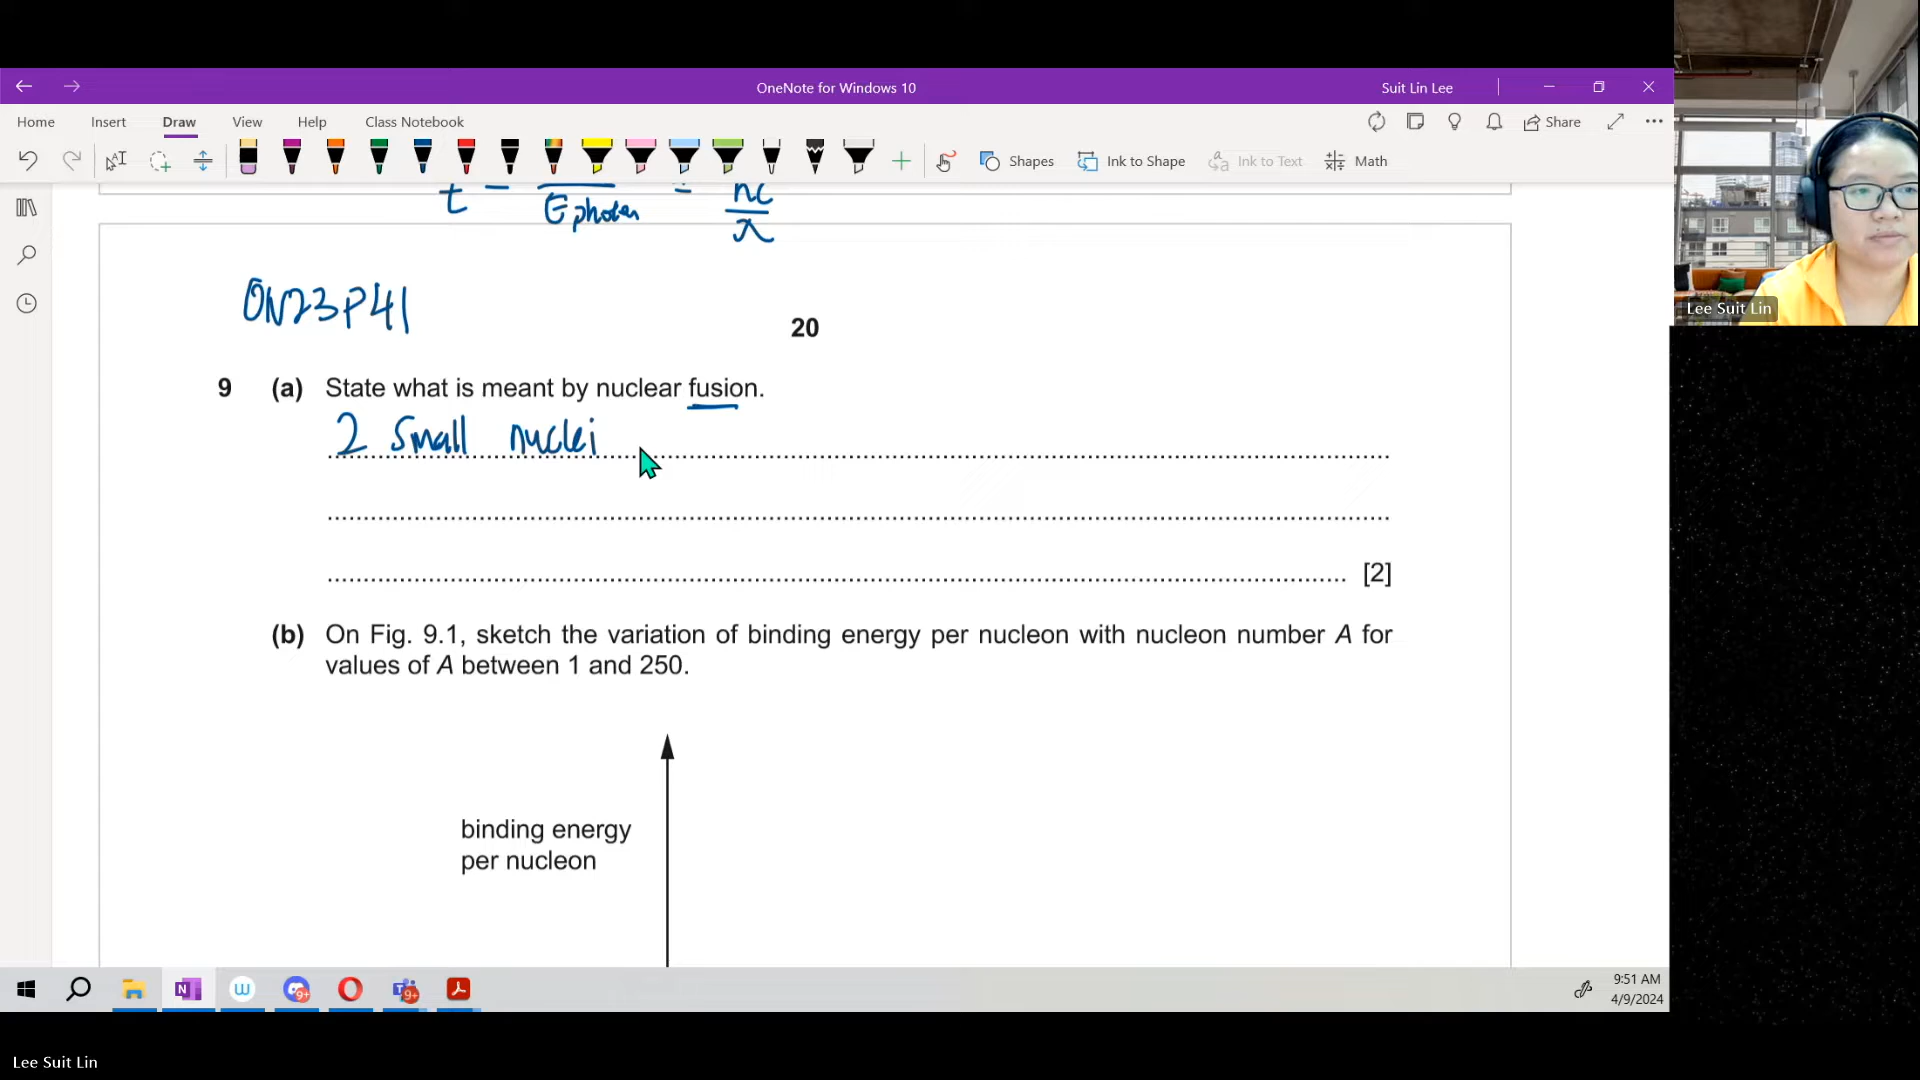 OneNote for Windows 10
Suit Lin Lee
Home Insert Draw View Help Class Notebook
Share
Shapes Ink to Shape Ink to Text Math
t = E photon = hc
λ
ON23P41
20
9 (a) State what is meant by nuclear fusion.
2 small nuclei
[2]
(b) On Fig. 9.1, sketch the variation of binding energy per nucleon with nucleon number A for
values of A between 1 and 250.
binding energy
per nucleon
Lee Suit Lin
9:51 AM
4/9/2024
Lee Suit Lin